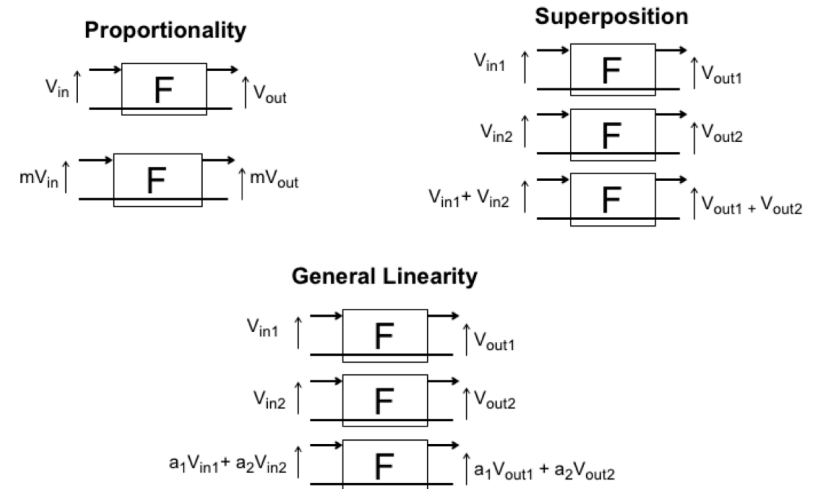 Proportionality
Vin F Vout
mVin F mVout
Superposition
Vin1 F Vout1
Vin2 F Vout2
Vin1+ Vin2 F Vout1 + Vout2
General Linearity
Vin1 F Vout1
Vin2 F Vout2
a1Vin1+ a2Vin2 F a1Vout1 + a2Vout2